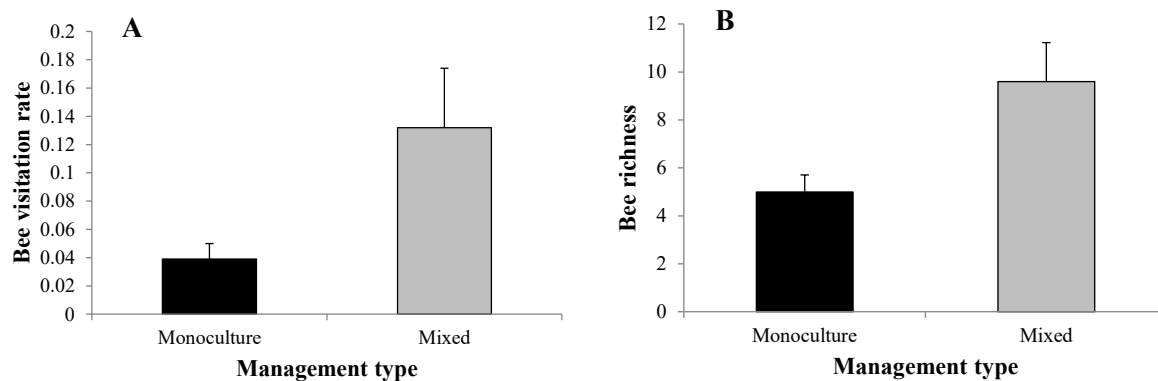 A
Bee visitation rate
0.2
0.18
0.16
0.14
0.12
0.1
0.08
0.06
0.04
0.02
0
Monoculture Mixed
Management type
B
Bee richness
12
10
8
6
4
2
0
Monoculture Mixed
Management type